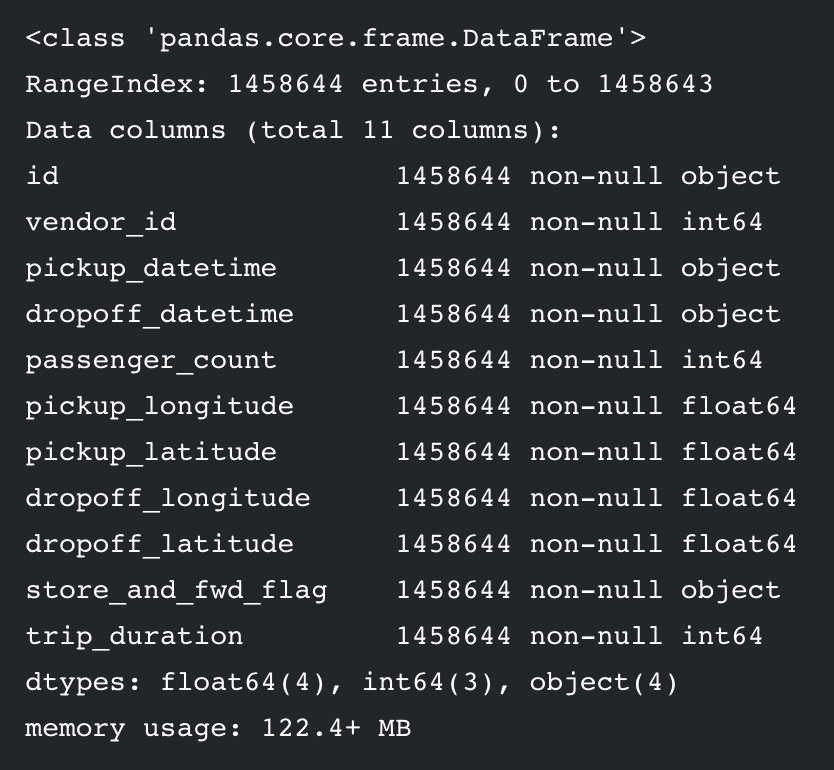 <class 'pandas.core.frame.DataFrame'>
RangeIndex: 1458644 entries, 0 to 1458643
Data columns (total 11 columns):
id                    1458644 non-null object
vendor_id             1458644 non-null int64
pickup_datetime       1458644 non-null object
dropoff_datetime      1458644 non-null object
passenger_count       1458644 non-null int64
pickup_longitude      1458644 non-null float64
pickup_latitude       1458644 non-null float64
dropoff_longitude     1458644 non-null float64
dropoff_latitude      1458644 non-null float64
store_and_fwd_flag    1458644 non-null object
trip_duration         1458644 non-null int64
dtypes: float64(4), int64(3), object(4)
memory usage: 122.4+ MB